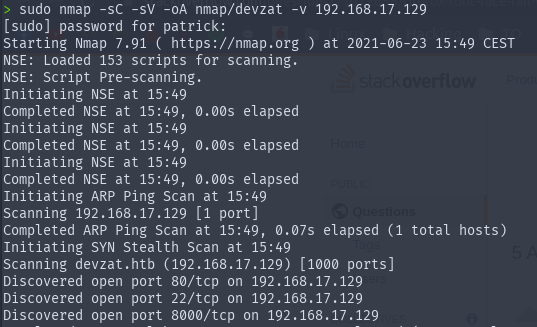 > sudo nmap -sC -sV -oA nmap/devzat -v 192.168.17.129
[sudo] password for patrick:
Starting Nmap 7.91 ( https://nmap.org ) at 2021-06-23 15:49 CEST
NSE: Loaded 153 scripts for scanning.
NSE: Script Pre-scanning.
Initiating NSE at 15:49
Completed NSE at 15:49, 0.00s elapsed
Initiating NSE at 15:49
Completed NSE at 15:49, 0.00s elapsed
Initiating NSE at 15:49
Completed NSE at 15:49, 0.00s elapsed
Initiating ARP Ping Scan at 15:49
Scanning 192.168.17.129 [1 port]
Completed ARP Ping Scan at 15:49, 0.07s elapsed (1 total hosts)
Initiating SYN Stealth Scan at 15:49
Scanning devzat.htb (192.168.17.129) [1000 ports]
Discovered open port 80/tcp on 192.168.17.129
Discovered open port 22/tcp on 192.168.17.129
Discovered open port 8000/tcp on 192.168.17.129
stackoverflow
Home
PUBLIC
Questions
Tags